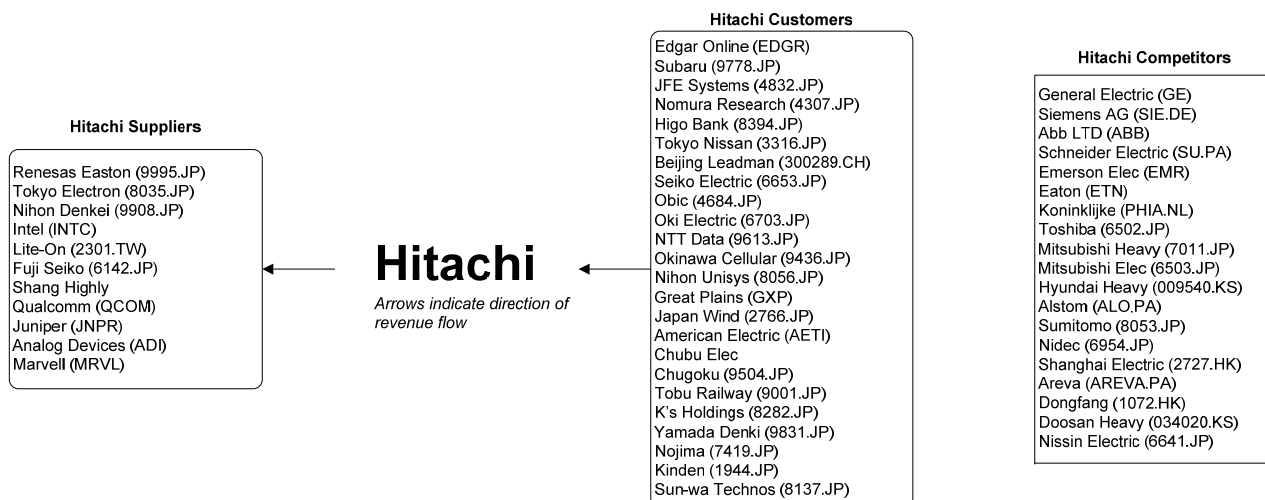 Hitachi Suppliers
Renesas Easton (9995.JP)
Tokyo Electron (8035.JP)
Nihon Denkei (9908.JP)
Intel (INTC)
Lite-On (2301.TW)
Fuji Seiko (6142.JP)
Shang Highly
Qualcomm (QCOM)
Juniper (JNPR)
Analog Devices (ADI)
Marvell (MRVL)
Hitachi
Arrows indicate direction of
revenue flow
Hitachi Customers
Edgar Online (EDGR)
Subaru (9778.JP)
JFE Systems (4832.JP)
Nomura Research (4307.JP)
Higo Bank (8394.JP)
Tokyo Nissan (3316.JP)
Beijing Leadman (300289.CH)
Seiko Electric (6653.JP)
Obic (4684.JP)
Oki Electric (6703.JP)
NTT Data (9613.JP)
Okinawa Cellular (9436.JP)
Nihon Unisys (8056.JP)
Great Plains (GXP)
Japan Wind (2766.JP)
American Electric (AETI)
Chubu Elec
Chugoku (9504.JP)
Tobu Railway (9001.JP)
K's Holdings (8282.JP)
Yamada Denki (9831.JP)
Nojima (7419.JP)
Kinden (1944.JP)
Sun-wa Technos (8137.JP)
Hitachi Competitors
General Electric (GE)
Siemens AG (SIE.DE)
Abb LTD (ABB)
Schneider Electric (SU.PA)
Emerson Elec (EMR)
Eaton (ETN)
Koninklijke (PHIA.NL)
Toshiba (6502.JP)
Mitsubishi Heavy (7011.JP)
Mitsubishi Elec (6503.JP)
Hyundai Heavy (009540.KS)
Alstom (ALO.PA)
Sumitomo (8053.JP)
Nidec (6954.JP)
Shanghai Electric (2727.HK)
Areva (AREVA.PA)
Dongfang (1072.HK)
Doosan Heavy (034020.KS)
Nissin Electric (6641.JP)